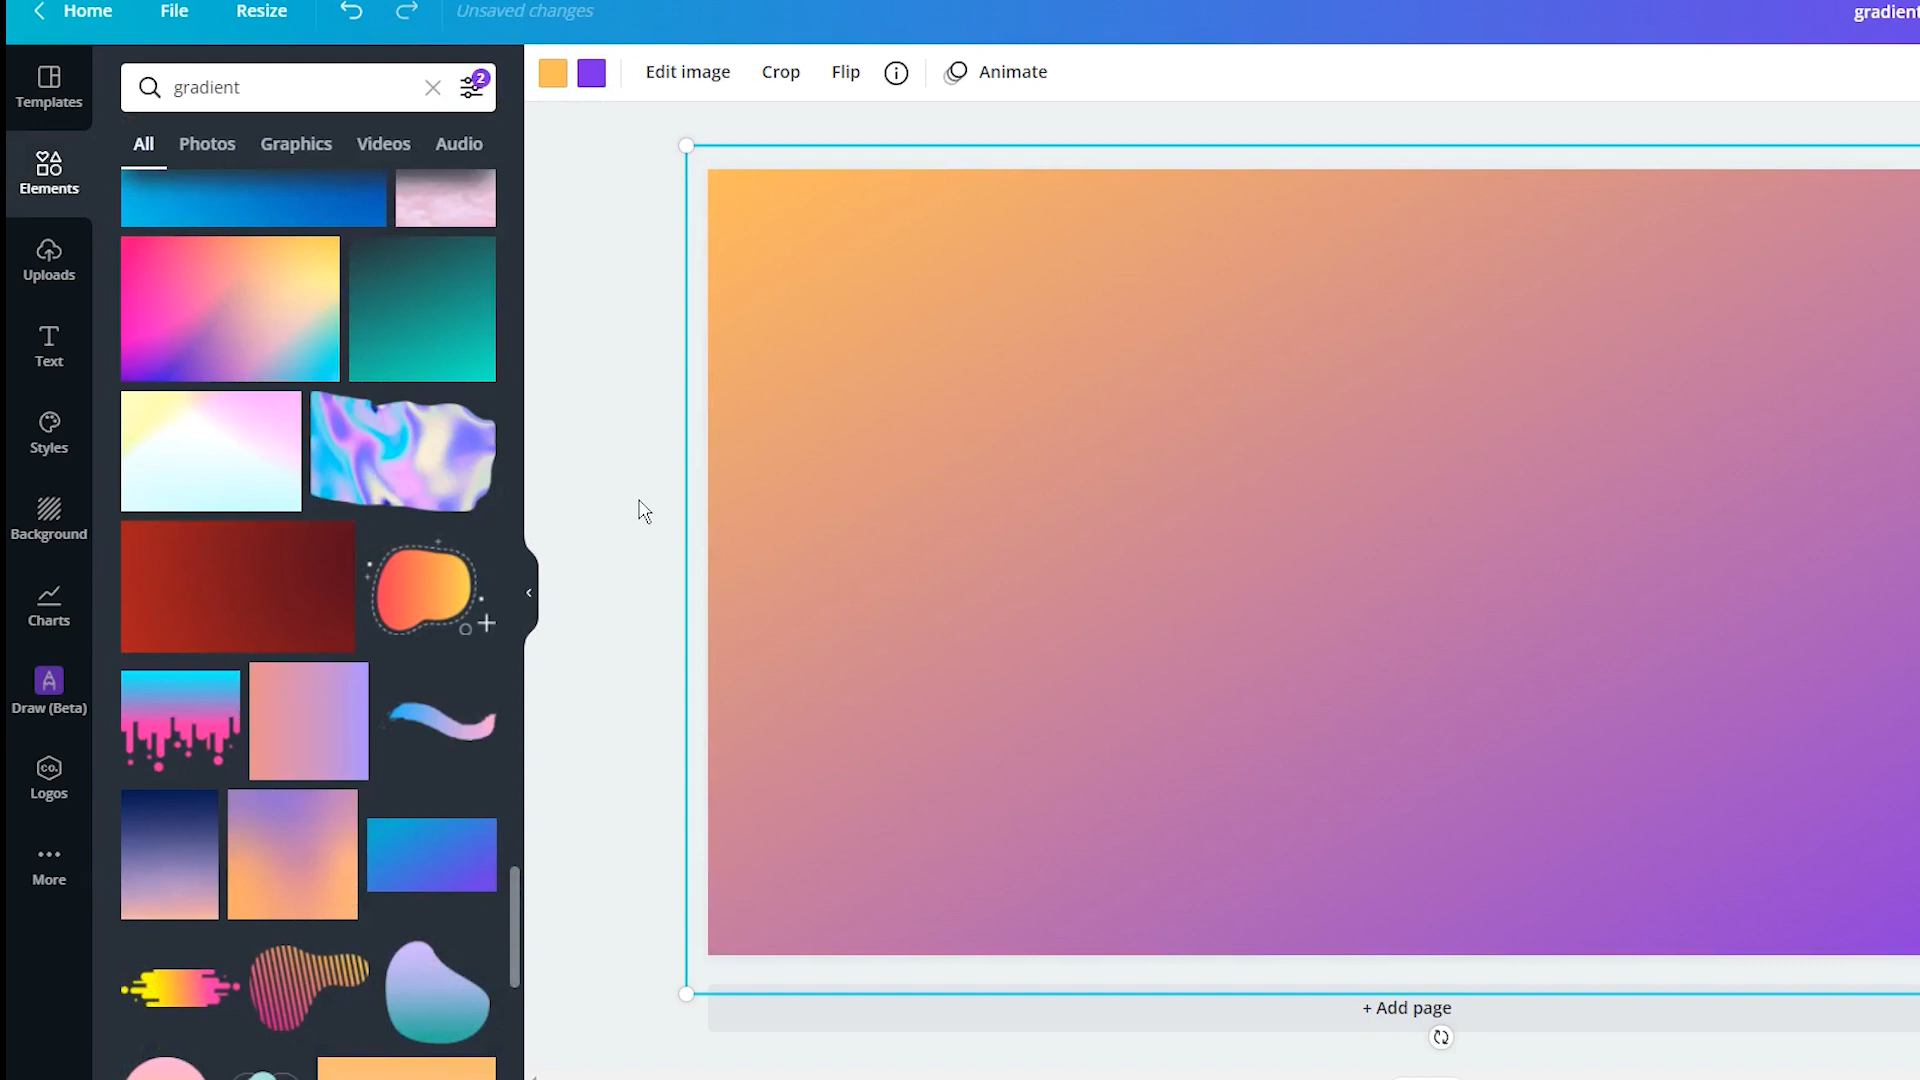 Home File Resize Unsaved changes gradient
Templates
Elements
Uploads
Text
Styles
Background
Charts
Draw (Beta)
CO.
Logos
More
gradient 2
All Photos Graphics Videos Audio
Edit image Crop Flip Animate
+ Add page